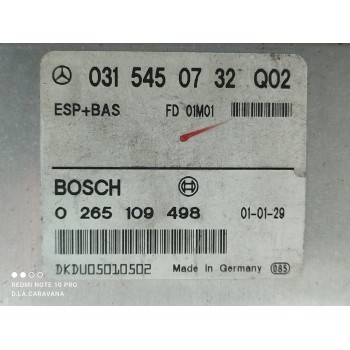 031 545 07 32 Q02
ESP+BAS FD 01M01
BOSCH
0 265 109 498 01-01-29
DKDU05010502 Made in Germany 085
REDMI NOTE 10 PRO
D.LA.CARAVANA